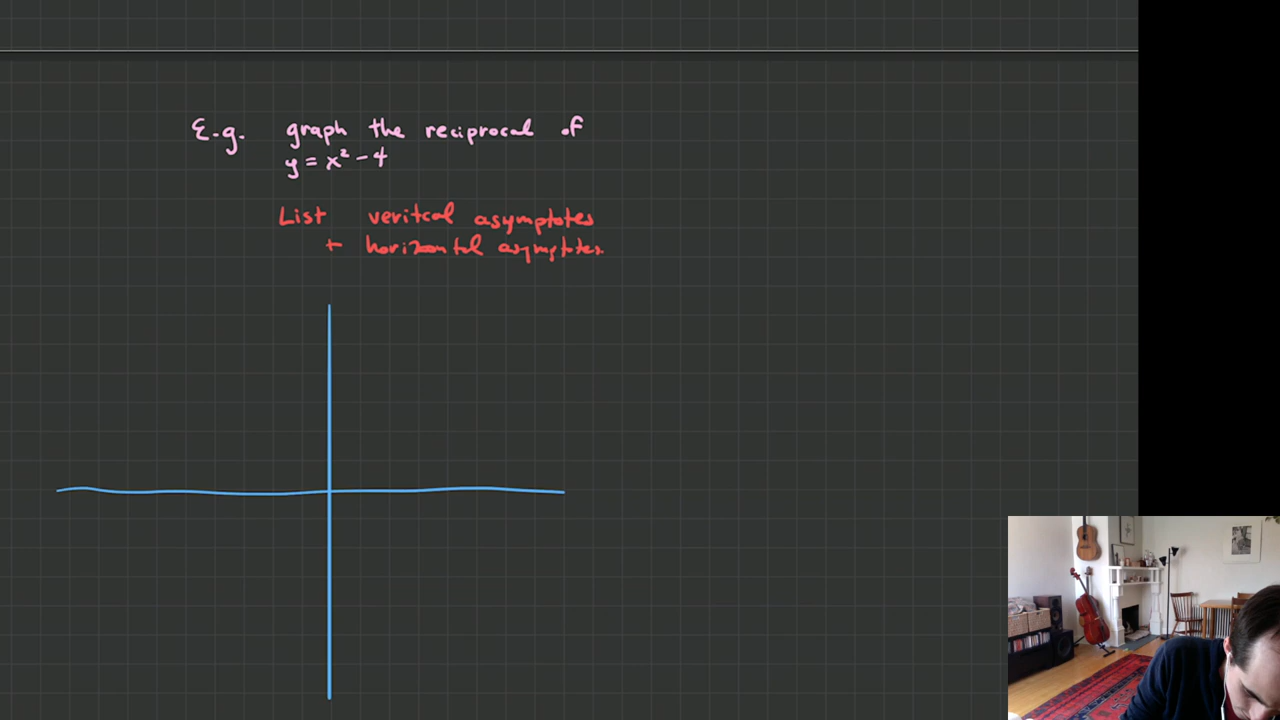 E.g. graph the reciprocal of
y = x² - 4
List veritcal asymptotes
+ horizontal asymptotes.